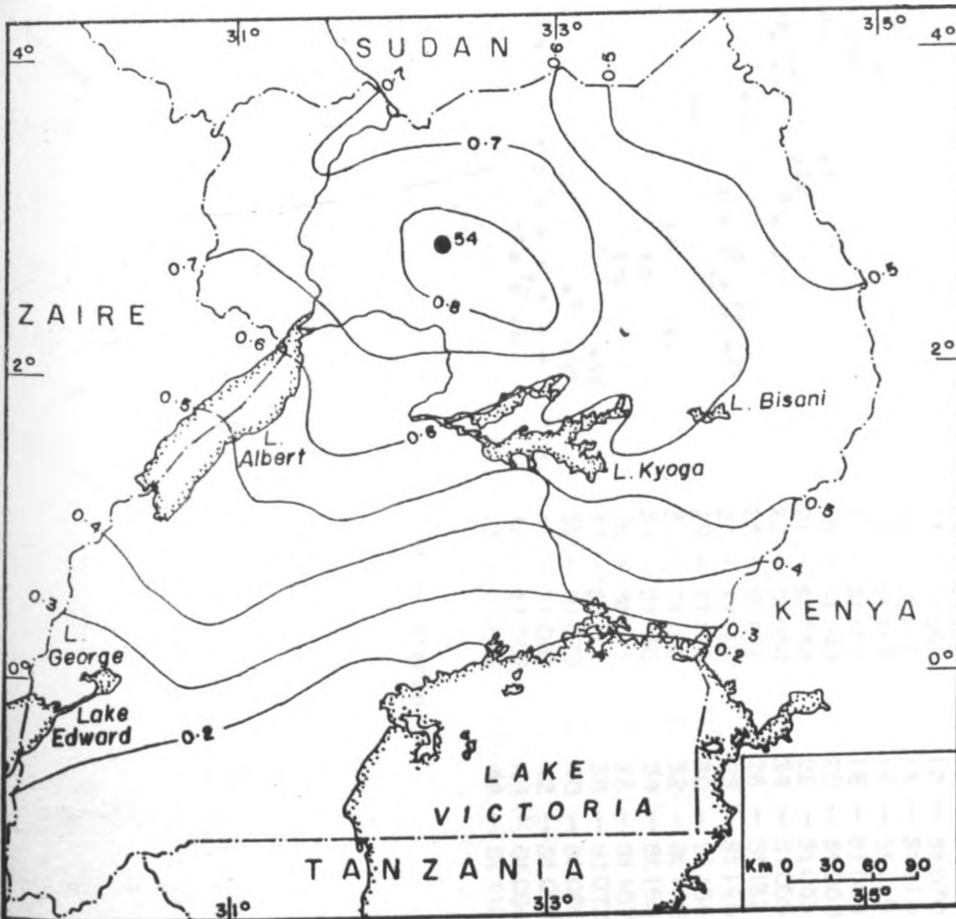 31° 33° 35°
4° SUDAN 4°
0.7 0.6 0.5
0.7
54
0.7
0.8 0.5
ZAIRE
0.6
2° 2°
0.5 L. Bisani
L.
Albert 0.6 L. Kyoga
0.5
0.4 0.4
0.3 KENYA
L. 0.3
George 0.2
0° 0°
Lake
Edward 0.2
LAKE
VICTORIA
TANZANIA Km 0 30 60 90
31° 33° 35°